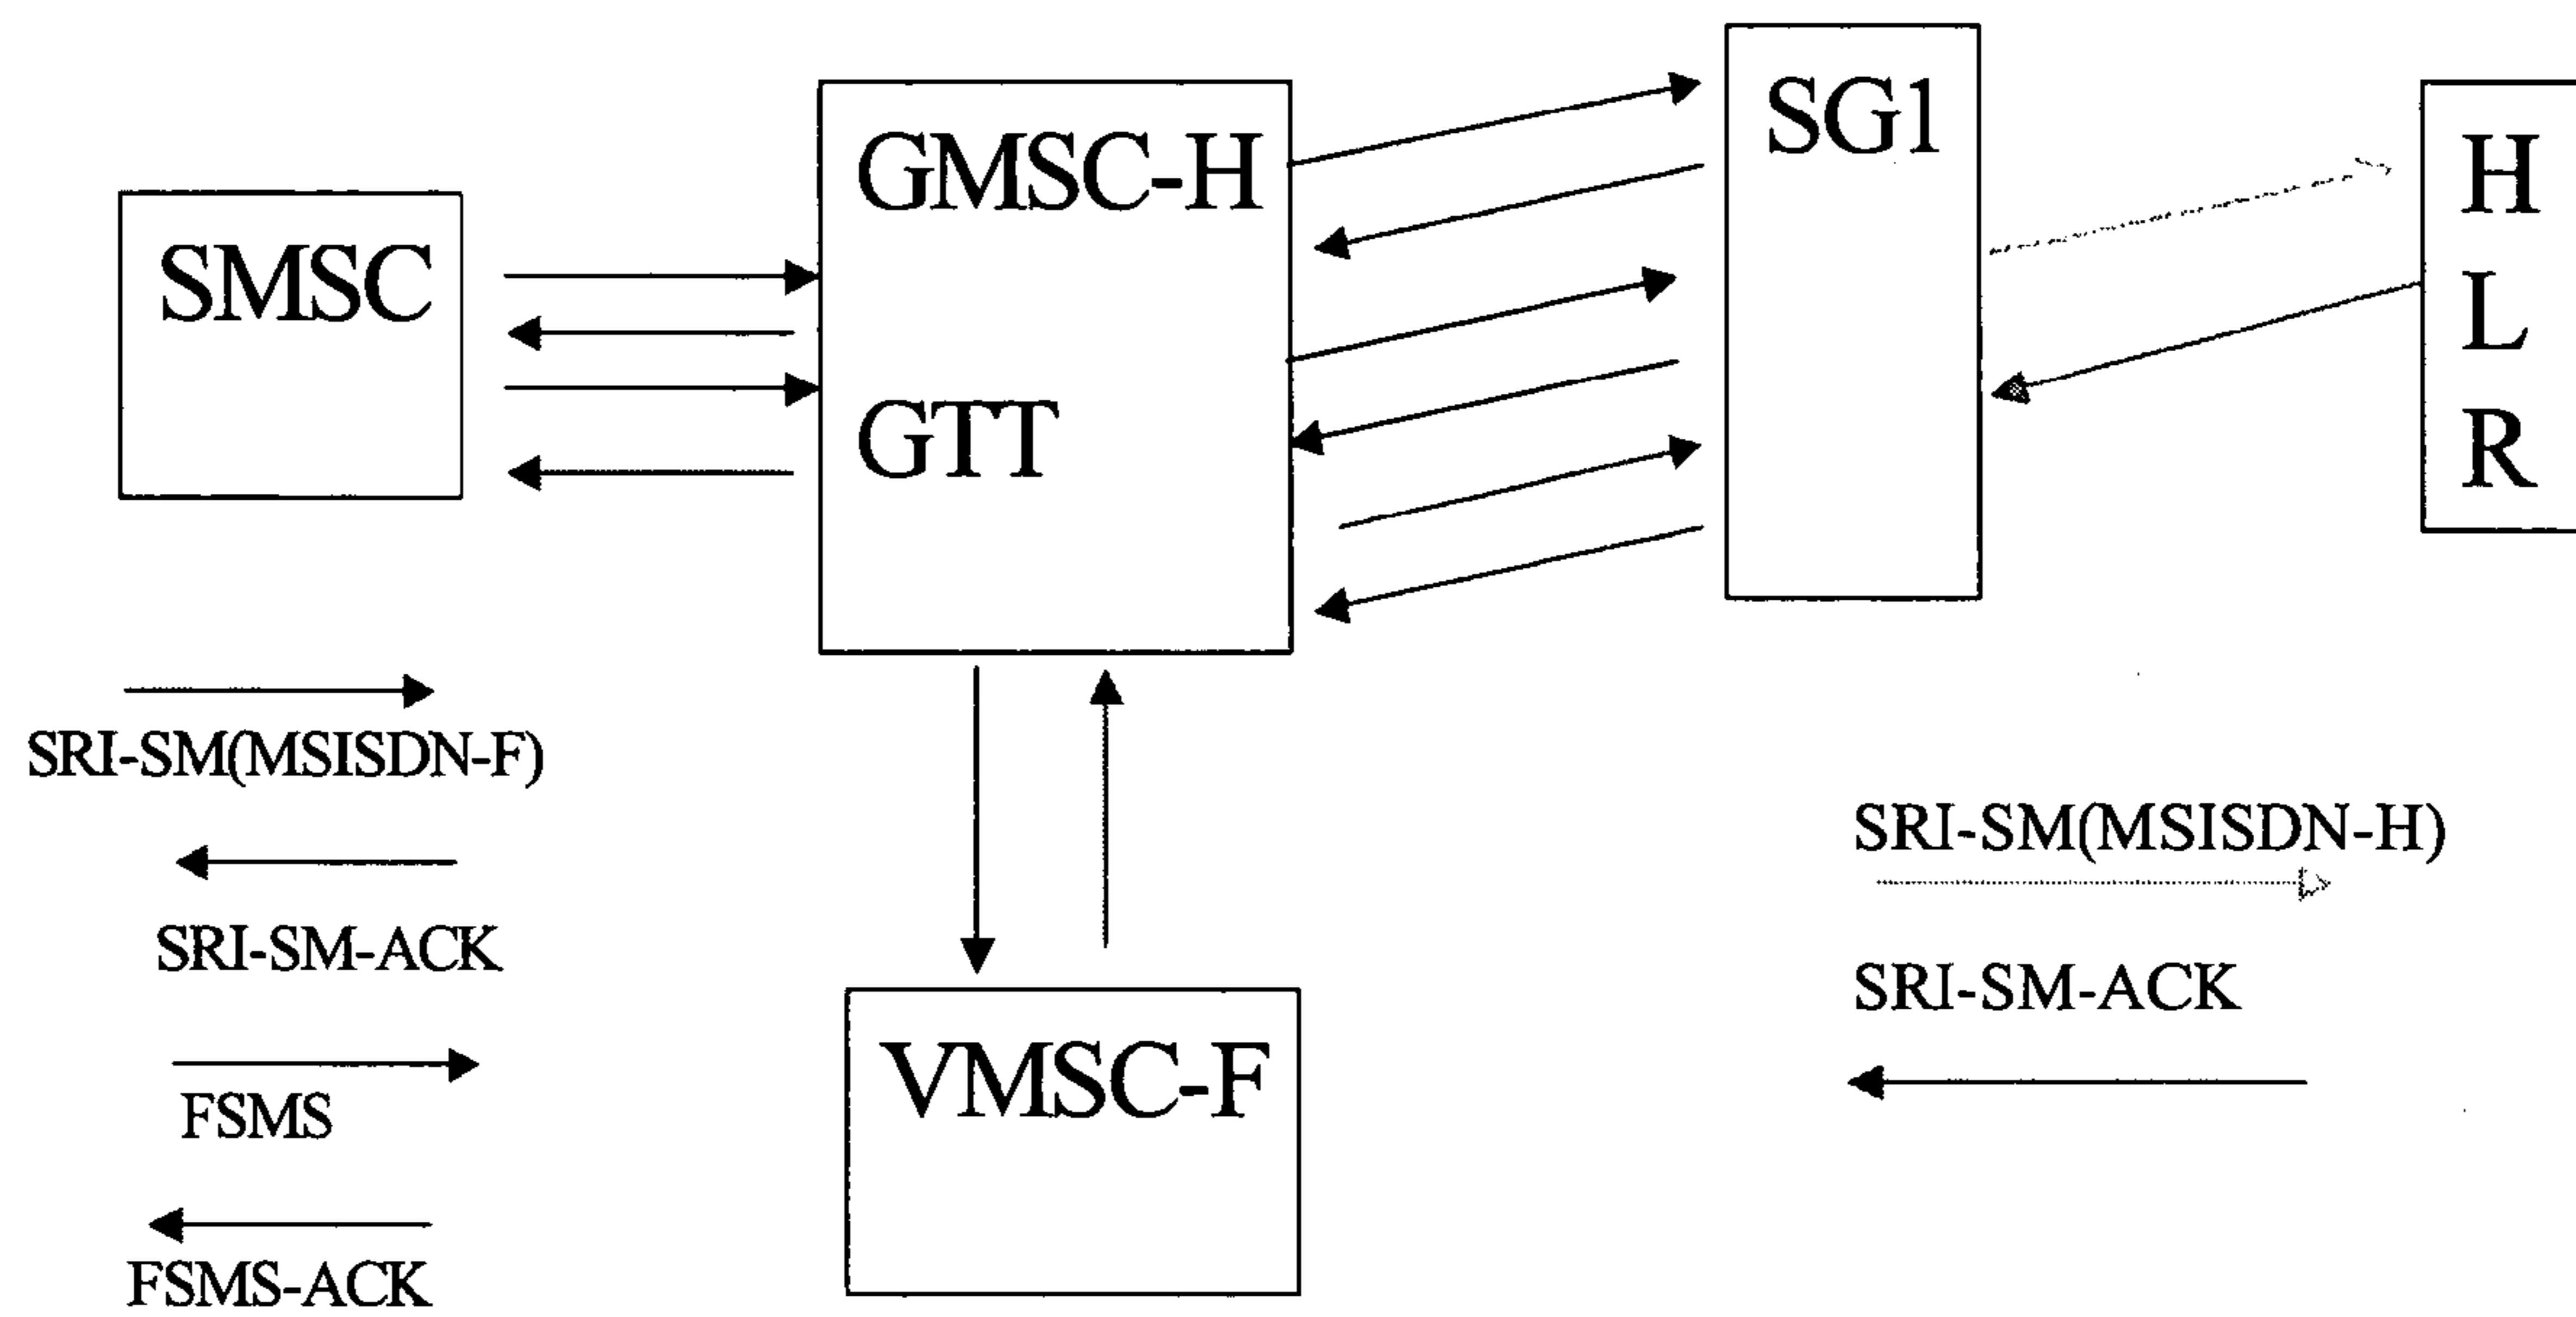 SMSC
GMSC-H
GTT
SG1
H
L
R
SRI-SM(MSISDN-F)
SRI-SM-ACK
FSMS
FSMS-ACK
VMSC-F
SRI-SM(MSISDN-H)
SRI-SM-ACK